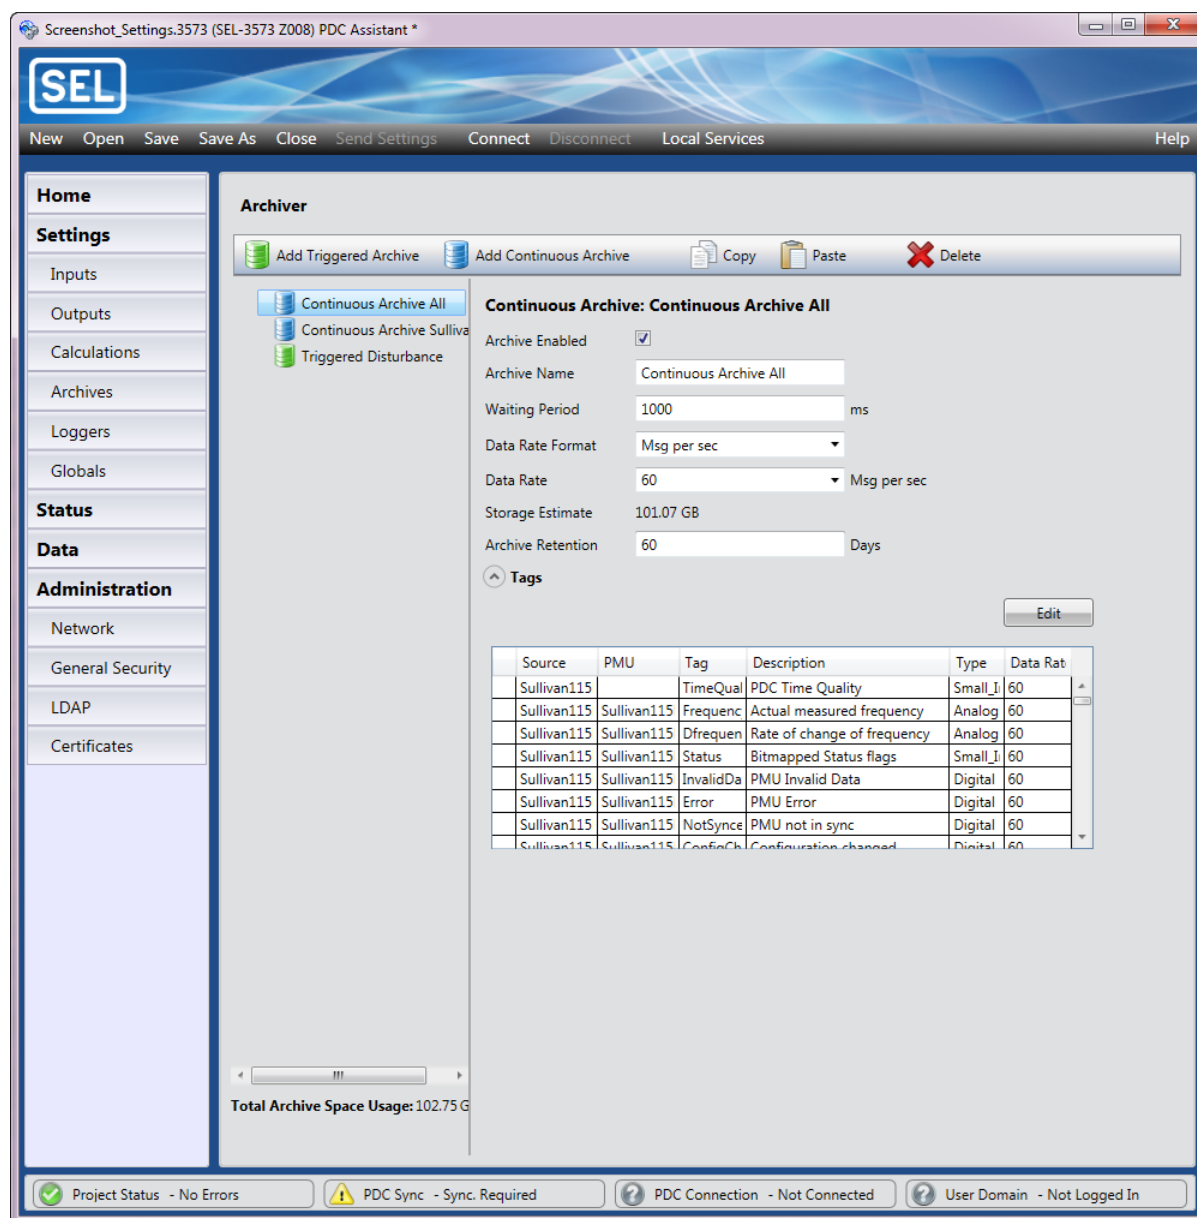 Screenshot_Settings.3573 (SEL-3573 Z008) PDC Assistant *
SEL
New Open Save Save As Close Send Settings Connect Disconnect Local Services Help
Home
Settings
Inputs
Outputs
Calculations
Archives
Loggers
Globals
Status
Data
Administration
Network
General Security
LDAP
Certificates
Archiver
Add Triggered Archive Add Continuous Archive Copy Paste Delete
Continuous Archive All
Continuous Archive Sulliva
Triggered Disturbance
Total Archive Space Usage: 102.75 G
Continuous Archive: Continuous Archive All
Archive Enabled
Archive Name Continuous Archive All
Waiting Period 1000 ms
Data Rate Format Msg per sec
Data Rate 60 Msg per sec
Storage Estimate 101.07 GB
Archive Retention 60 Days
Tags
Edit
Source PMU Tag Description Type Data Rat
Sullivan115 TimeQual PDC Time Quality Small_I 60
Sullivan115 Sullivan115 Frequenc Actual measured frequency Analog 60
Sullivan115 Sullivan115 Dfrequen Rate of change of frequency Analog 60
Sullivan115 Sullivan115 Status Bitmapped Status flags Small_I 60
Sullivan115 Sullivan115 InvalidDa PMU Invalid Data Digital 60
Sullivan115 Sullivan115 Error PMU Error Digital 60
Sullivan115 Sullivan115 NotSynce PMU not in sync Digital 60
Sullivan115 Sullivan115 ConfigCh Configuration changed Digital 60
Project Status - No Errors PDC Sync - Sync. Required PDC Connection - Not Connected User Domain - Not Logged In